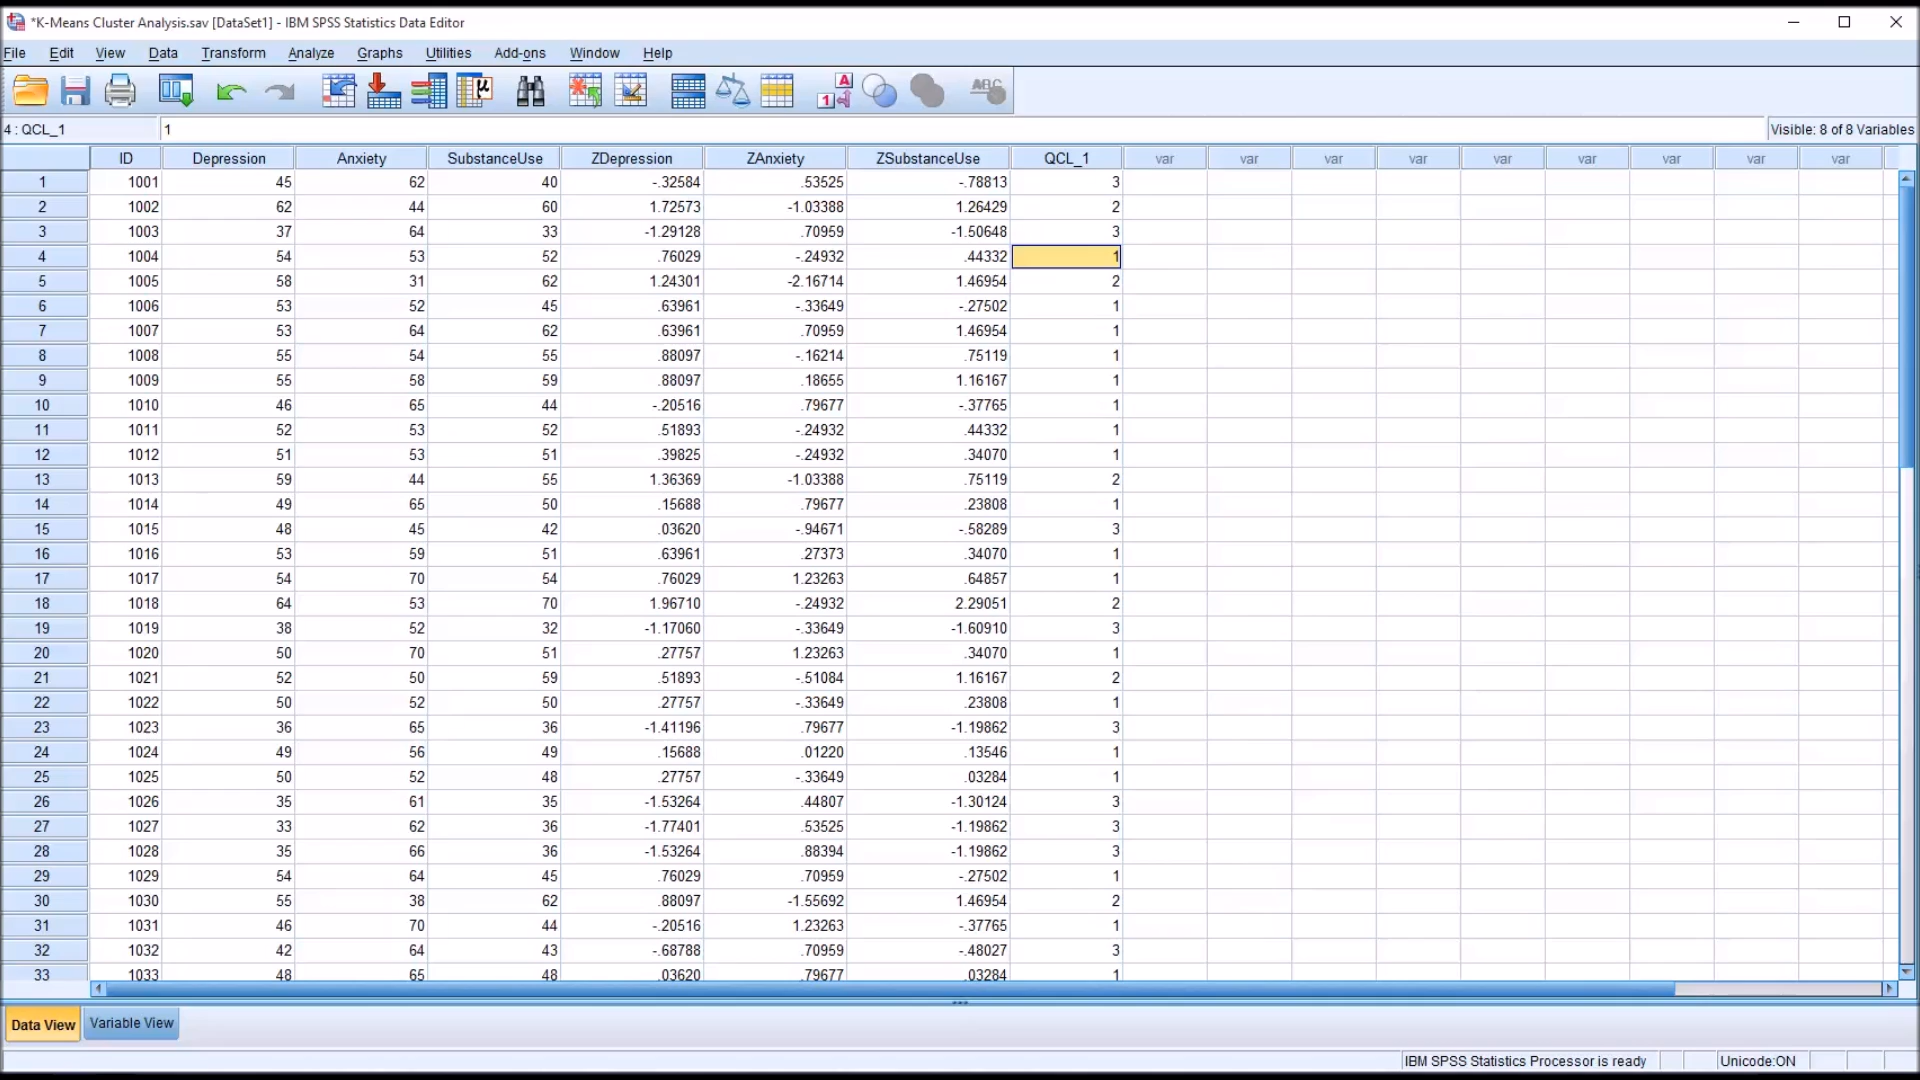 *K-Means Cluster Analysis.sav [DataSet1] - IBM SPSS Statistics Data Editor
File Edit View Data Transform Analyze Graphs Utilities Add-ons Window Help
4 : QCL_1 1 Visible: 8 of 8 Variables
ID Depression Anxiety SubstanceUse ZDepression ZAnxiety ZSubstanceUse QCL_1 var var var var var var var var var
1 1001 45 62 40 -.32584 .53525 -.78813 3
2 1002 62 44 60 1.72573 -1.03388 1.26429 2
3 1003 37 64 33 -1.29128 .70959 -1.50648 3
4 1004 54 53 52 .76029 -.24932 .44332 1
5 1005 58 31 62 1.24301 -2.16714 1.46954 2
6 1006 53 52 45 .63961 -.33649 -.27502 1
7 1007 53 64 62 .63961 .70959 1.46954 1
8 1008 55 54 55 .88097 -.16214 .75119 1
9 1009 55 58 59 .88097 .18655 1.16167 1
10 1010 46 65 44 -.20516 .79677 -.37765 1
11 1011 52 53 52 .51893 -.24932 .44332 1
12 1012 51 53 51 .39825 -.24932 .34070 1
13 1013 59 44 55 1.36369 -1.03388 .75119 2
14 1014 49 65 50 .15688 .79677 .23808 1
15 1015 48 45 42 .03620 -.94671 -.58289 3
16 1016 53 59 51 .63961 .27373 .34070 1
17 1017 54 70 54 .76029 1.23263 .64857 1
18 1018 64 53 70 1.96710 -.24932 2.29051 2
19 1019 38 52 32 -1.17060 -.33649 -1.60910 3
20 1020 50 70 51 .27757 1.23263 .34070 1
21 1021 52 50 59 .51893 -.51084 1.16167 2
22 1022 50 52 50 .27757 -.33649 .23808 1
23 1023 36 65 36 -1.41196 .79677 -1.19862 3
24 1024 49 56 49 .15688 .01220 .13546 1
25 1025 50 52 48 .27757 -.33649 .03284 1
26 1026 35 61 35 -1.53264 .44807 -1.30124 3
27 1027 33 62 36 -1.77401 .53525 -1.19862 3
28 1028 35 66 36 -1.53264 .88394 -1.19862 3
29 1029 54 64 45 .76029 .70959 -.27502 1
30 1030 55 38 62 .88097 -1.55692 1.46954 2
31 1031 46 70 44 -.20516 1.23263 -.37765 1
32 1032 42 64 43 -.68788 .70959 -.48027 3
33 1033 48 65 48 .03620 .79677 .03284 1
Data View Variable View
IBM SPSS Statistics Processor is ready Unicode:ON